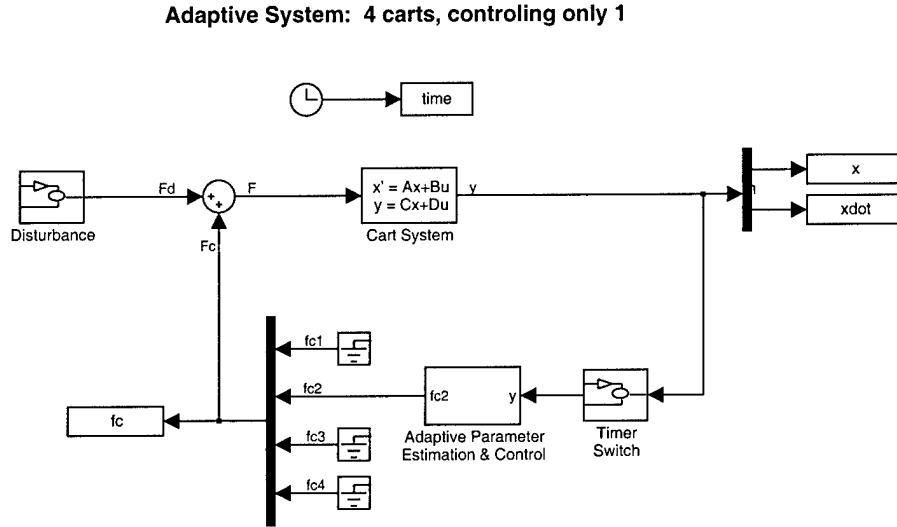 Adaptive System: 4 carts, controling only 1
time
Fd
F
x' = Ax+Bu
y = Cx+Du
y
x
xdot
Disturbance
Cart System
Fc
fc1
fc2
fc2
y
fc
fc3
Adaptive Parameter
Estimation & Control
Timer
Switch
fc4